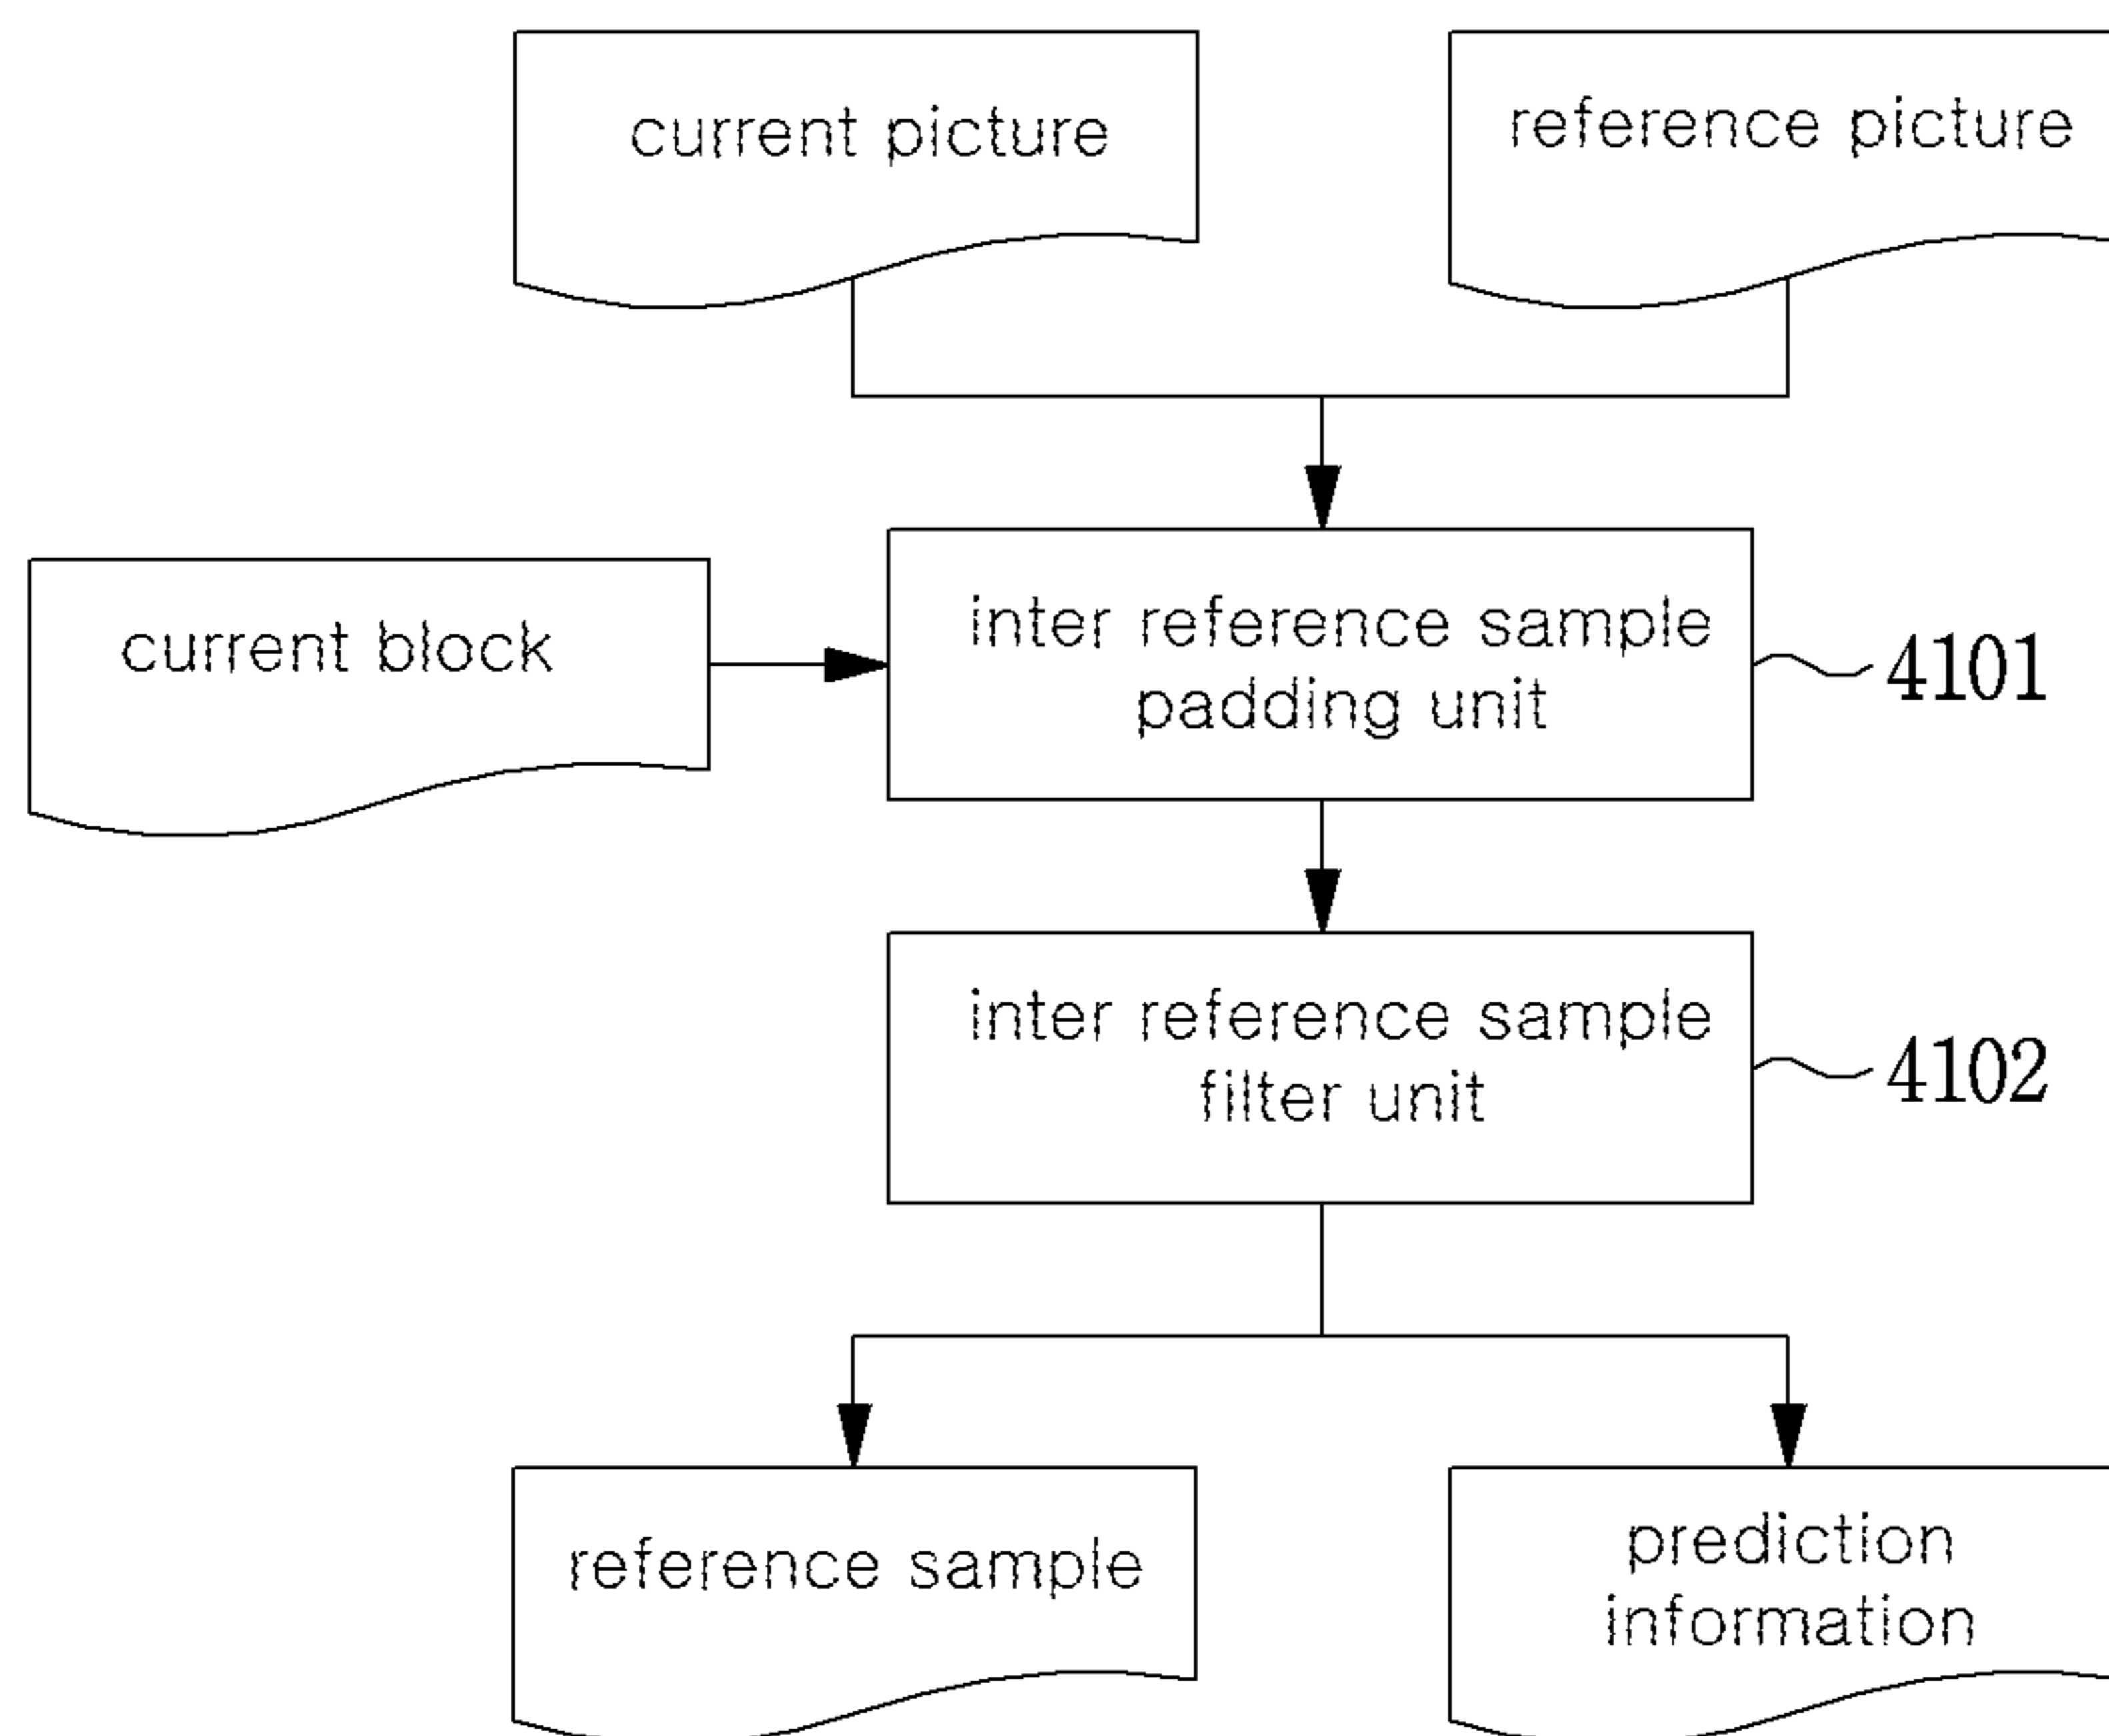 current picture
reference picture
current block
inter reference sample
padding unit
4101
inter reference sample
filter unit
4102
reference sample
prediction
information